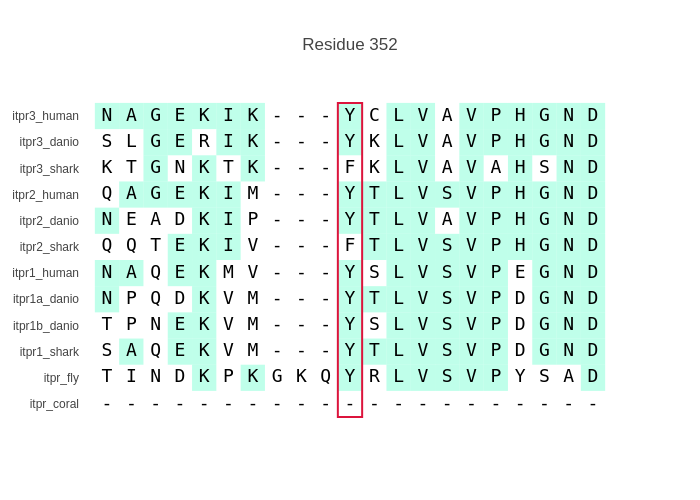 Residue 352
itpr3_human N A G E K I K - - - Y C L V A V P H G N D
itpr3_danio S L G E R I K - - - Y K L V A V P H G N D
itpr3_shark K T G N K T K - - - F K L V A V A H S N D
itpr2_human Q A G E K I M - - - Y T L V S V P H G N D
itpr2_danio N E A D K I P - - - Y T L V A V P H G N D
itpr2_shark Q Q T E K I V - - - F T L V S V P H G N D
itpr1_human N A Q E K M V - - - Y S L V S V P E G N D
itpr1a_danio N P Q D K V M - - - Y T L V S V P D G N D
itpr1b_danio T P N E K V M - - - Y S L V S V P D G N D
itpr1_shark S A Q E K V M - - - Y T L V S V P D G N D
itpr_fly T I N D K P K G K Q Y R L V S V P Y S A D
itpr_coral - - - - - - - - - - - - - - - - - - - - -